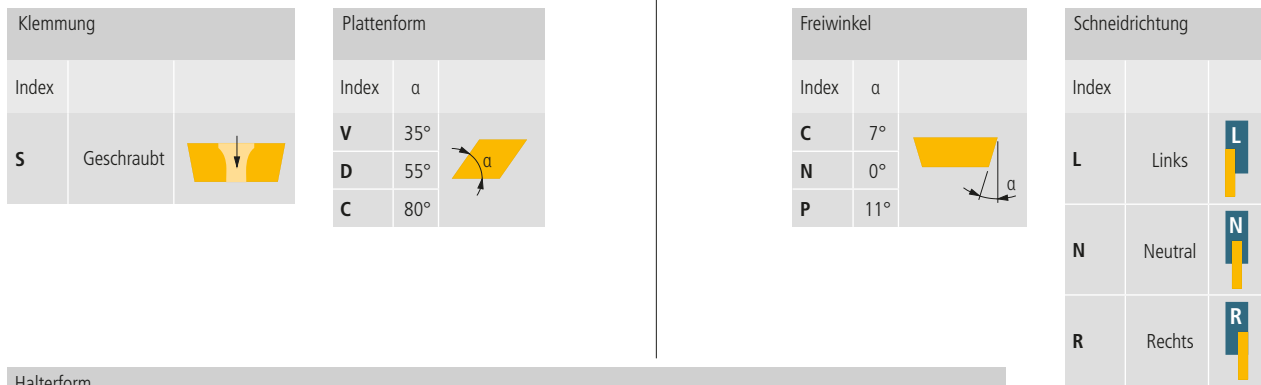 Klemmung
Index
S Geschraubt
Plattenform
Index α
V 35°
D 55°
C 80°
α
Freiwinkel
Index α
C 7°
N 0°
P 11°
α
Schneidrichtung
Index
L Links L
N Neutral N
R Rechts R
Halterform